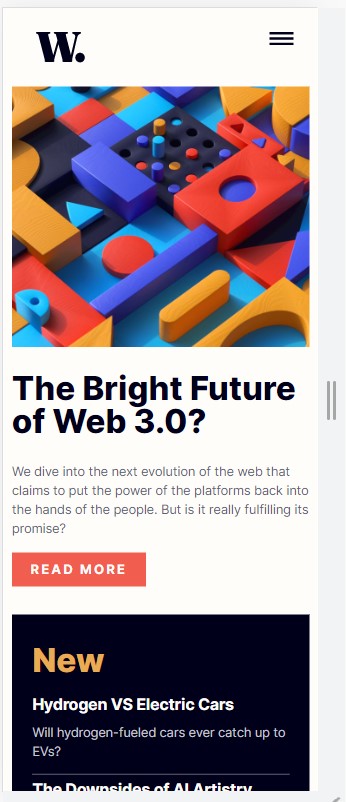 W.
The Bright Future
of Web 3.0?
We dive into the next evolution of the web that
claims to put the power of the platforms back into
the hands of the people. But is it really fulfilling its
promise?
READ MORE
New
Hydrogen VS Electric Cars
Will hydrogen-fueled cars ever catch up to
EVs?
The Downsides of AI Artistry